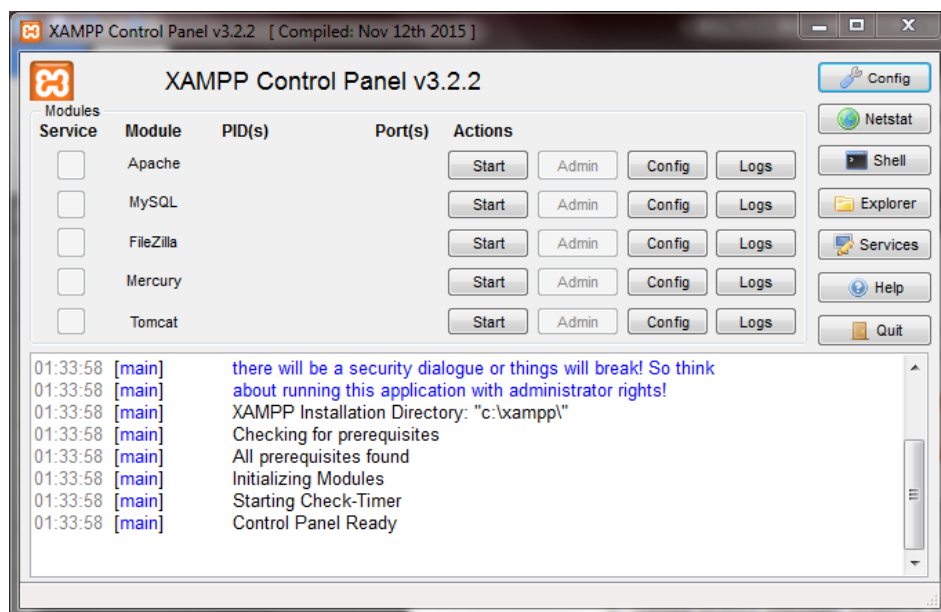 XAMPP Control Panel v3.2.2 [ Compiled: Nov 12th 2015 ]
XAMPP Control Panel v3.2.2
Config
Modules
Service Module PID(s) Port(s) Actions
Netstat
Apache Start Admin Config Logs
Shell
MySQL Start Admin Config Logs
Explorer
FileZilla Start Admin Config Logs
Services
Mercury Start Admin Config Logs
Help
Tomcat Start Admin Config Logs
Quit
01:33:58 [main] there will be a security dialogue or things will break! So think
01:33:58 [main] about running this application with administrator rights!
01:33:58 [main] XAMPP Installation Directory: "c:\xampp\"
01:33:58 [main] Checking for prerequisites
01:33:58 [main] All prerequisites found
01:33:58 [main] Initializing Modules
01:33:58 [main] Starting Check-Timer
01:33:58 [main] Control Panel Ready